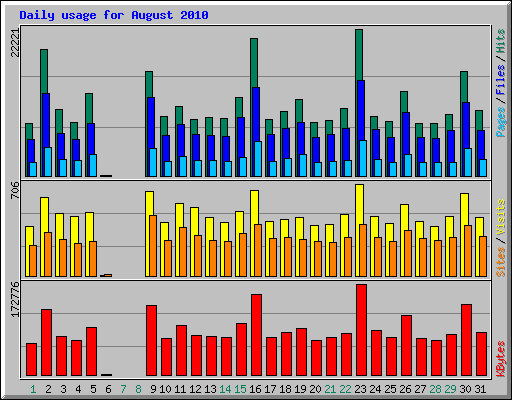 Daily usage for August 2010
22221
Pages / Files / Hits
706
Sites / Visits
172776
KBytes
1 2 3 4 5 6 7 8 9 10 11 12 13 14 15 16 17 18 19 20 21 22 23 24 25 26 27 28 29 30 31